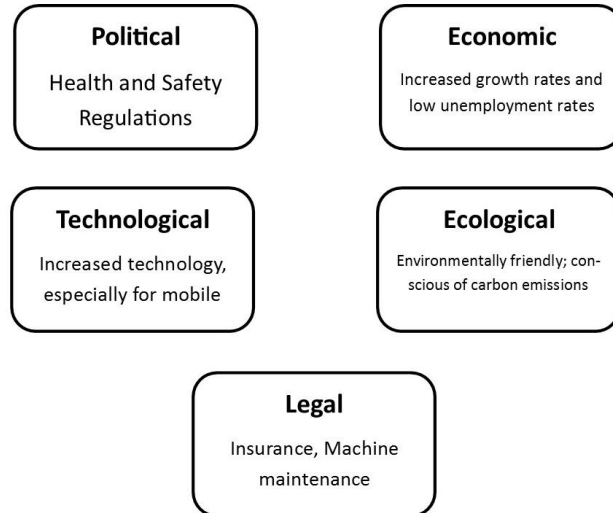 Political
Health and Safety
Regulations
Economic
Increased growth rates and
low unemployment rates
Technological
Increased technology,
especially for mobile
Ecological
Environmentally friendly; con-
scious of carbon emissions
Legal
Insurance, Machine
maintenance